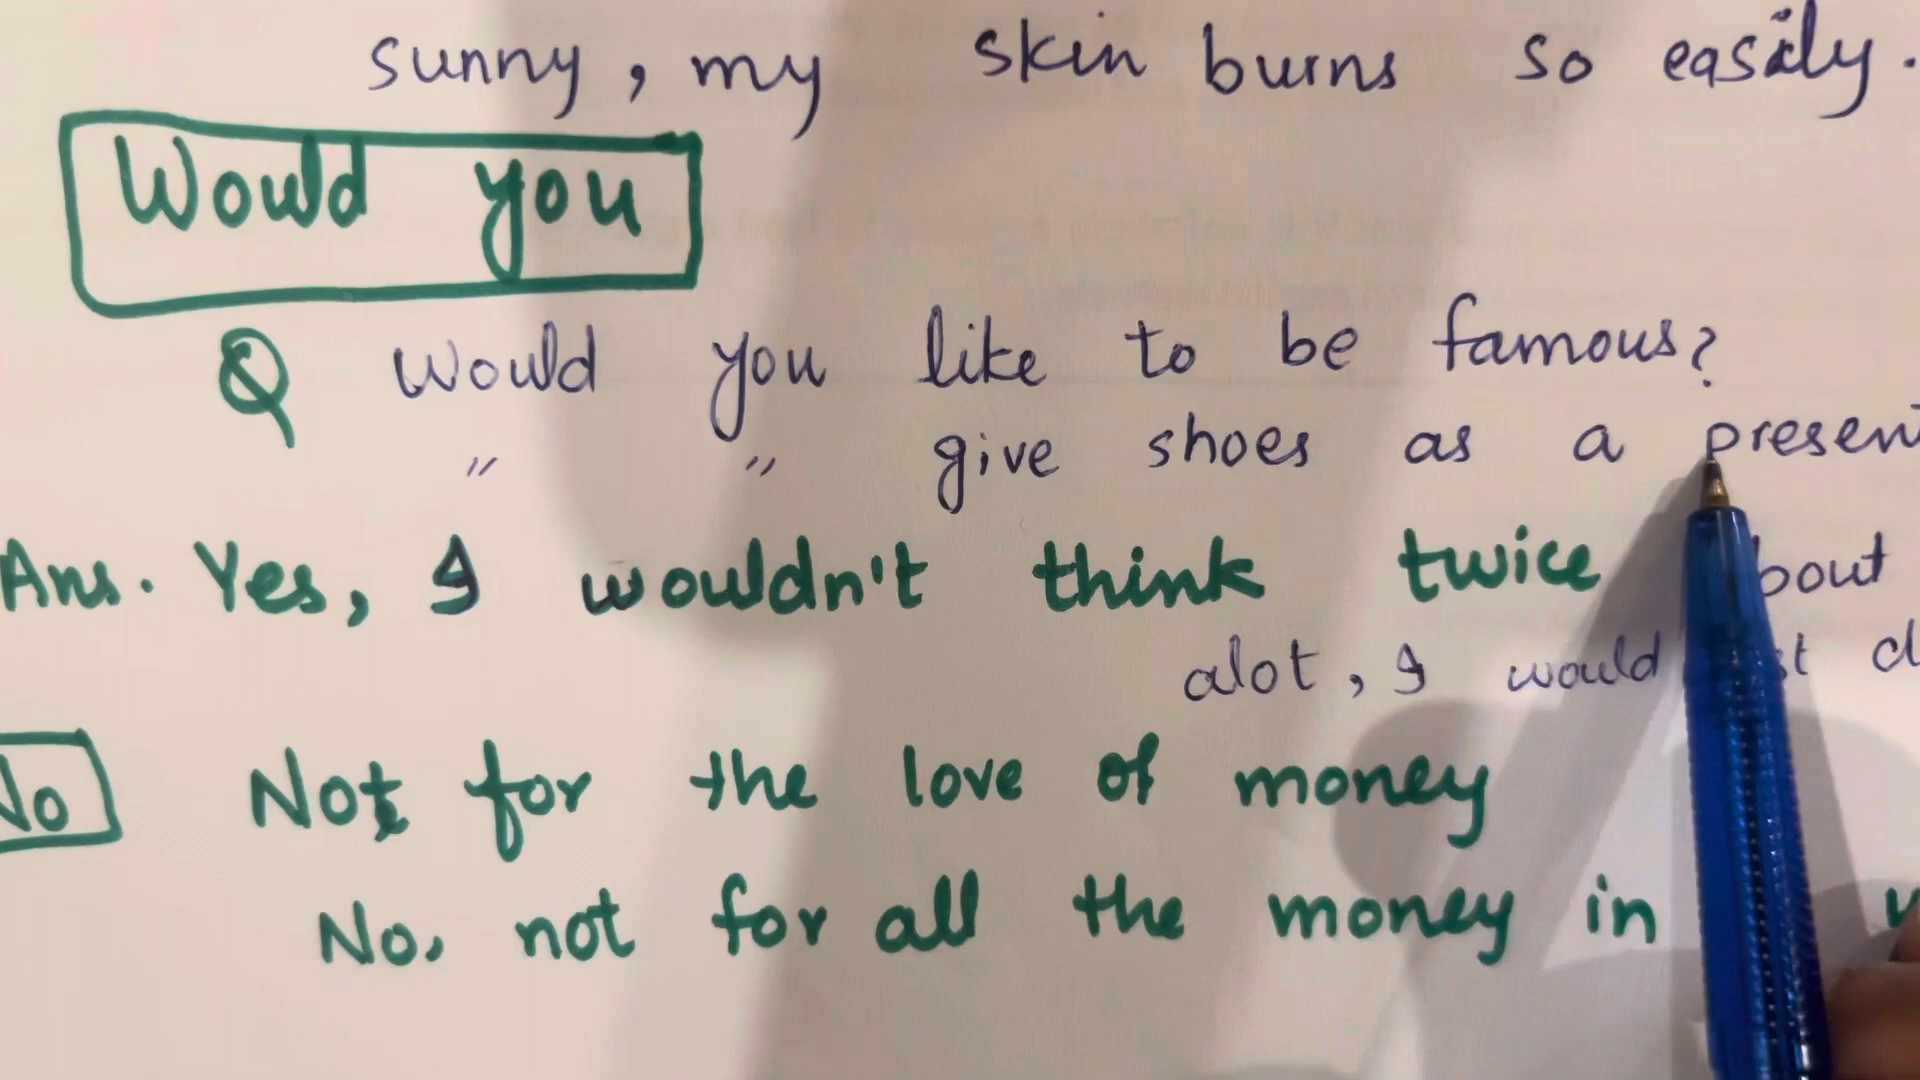 sunny, my skin burns so easily.
Would you
Q Would you like to be famous?
" " give shoes as a present
Ans. Yes, I wouldn't think twice about
alot, I would
No Not for the love of money
No, not for all the money in